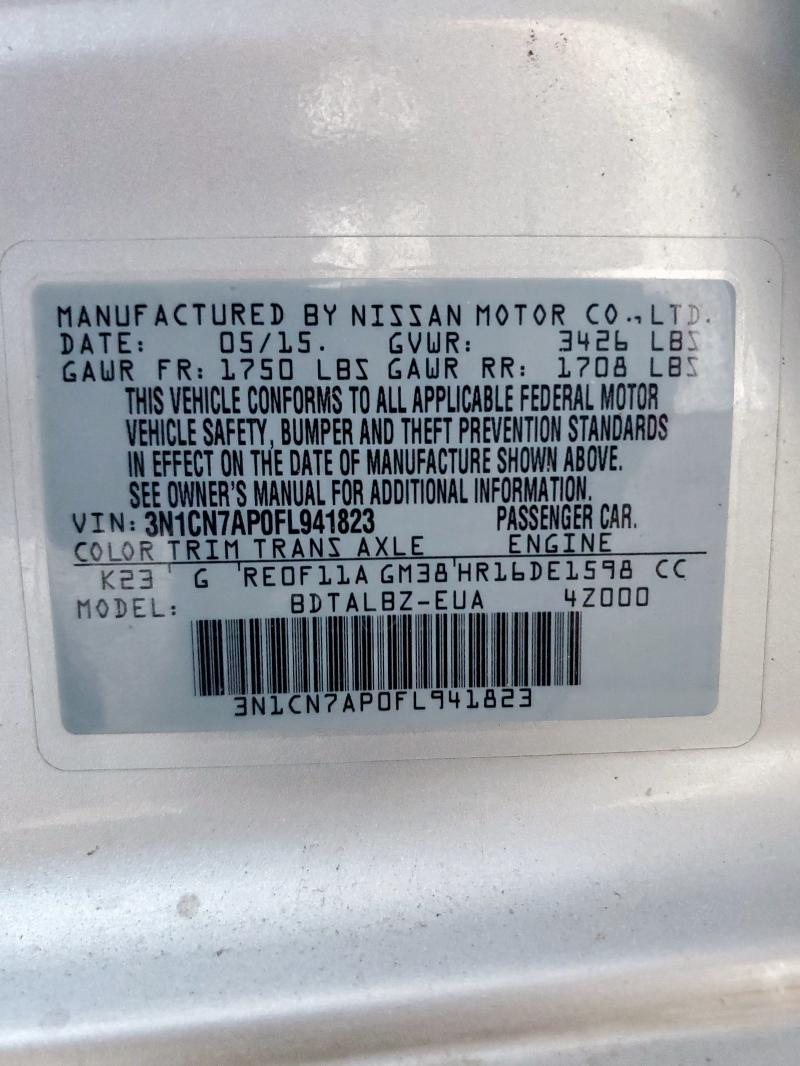 MANUFACTURED BY NISSAN MOTOR CO.,LTD.
DATE: 05/15. GVWR: 3426 LBS
GAWR FR: 1750 LBS GAWR RR: 1708 LBS
THIS VEHICLE CONFORMS TO ALL APPLICABLE FEDERAL MOTOR
VEHICLE SAFETY, BUMPER AND THEFT PREVENTION STANDARDS
IN EFFECT ON THE DATE OF MANUFACTURE SHOWN ABOVE.
SEE OWNER'S MANUAL FOR ADDITIONAL INFORMATION.
VIN: 3N1CN7AP0FL941823 PASSENGER CAR.
COLOR TRIM TRANS AXLE ENGINE
K23 G RE0F11A GM38 HR16DE1598 CC
MODEL: BDTALBZ-EUA 4Z000
3N1CN7AP0FL941823